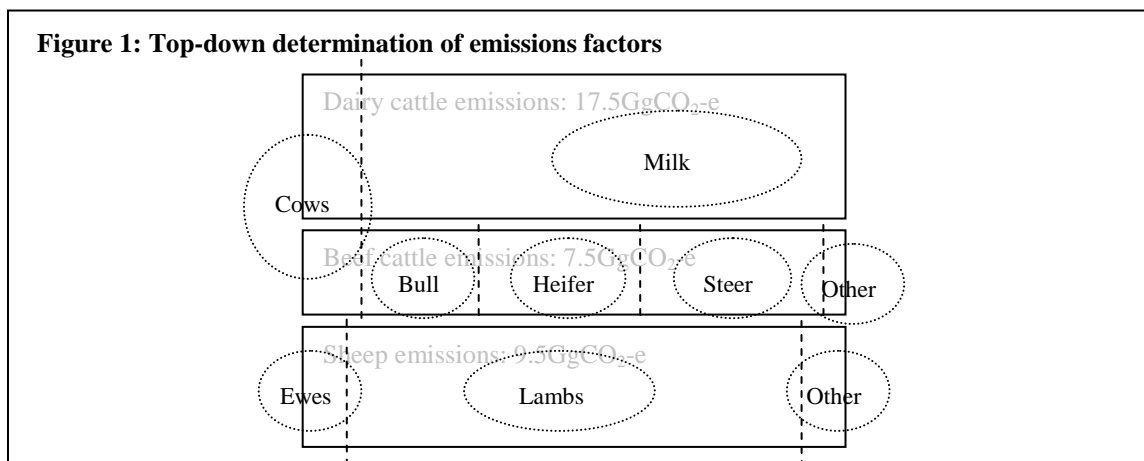 Figure 1: Top-down determination of emissions factors
Dairy cattle emissions: 17.5GgCO₂-e
Milk
Cows
Beef cattle emissions: 7.5GgCO₂-e
Bull
Heifer
Steer
Other
Sheep emissions: 9.5GgCO₂-e
Ewes
Lambs
Other